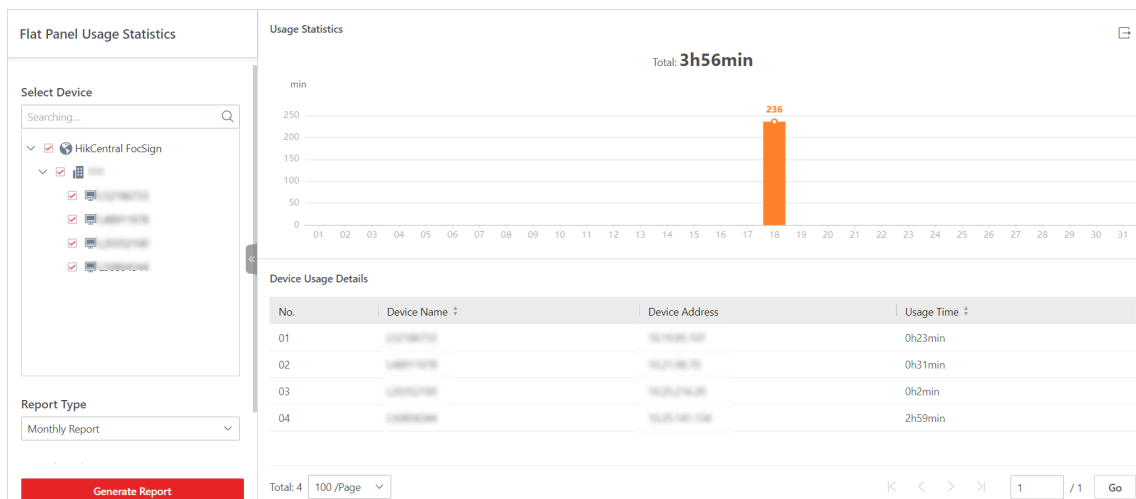 Flat Panel Usage Statistics
Select Device
Searching...
HikCentral FocSign
Report Type
Monthly Report
Generate Report
Usage Statistics
Total: 3h56min
min
250
200
150
100
50
0
236
01 02 03 04 05 06 07 08 09 10 11 12 13 14 15 16 17 18 19 20 21 22 23 24 25 26 27 28 29 30 31
Device Usage Details
No. Device Name Device Address Usage Time
01 0h23min
02 0h31min
03 0h2min
04 2h59min
Total: 4 100 /Page 1 / 1 Go